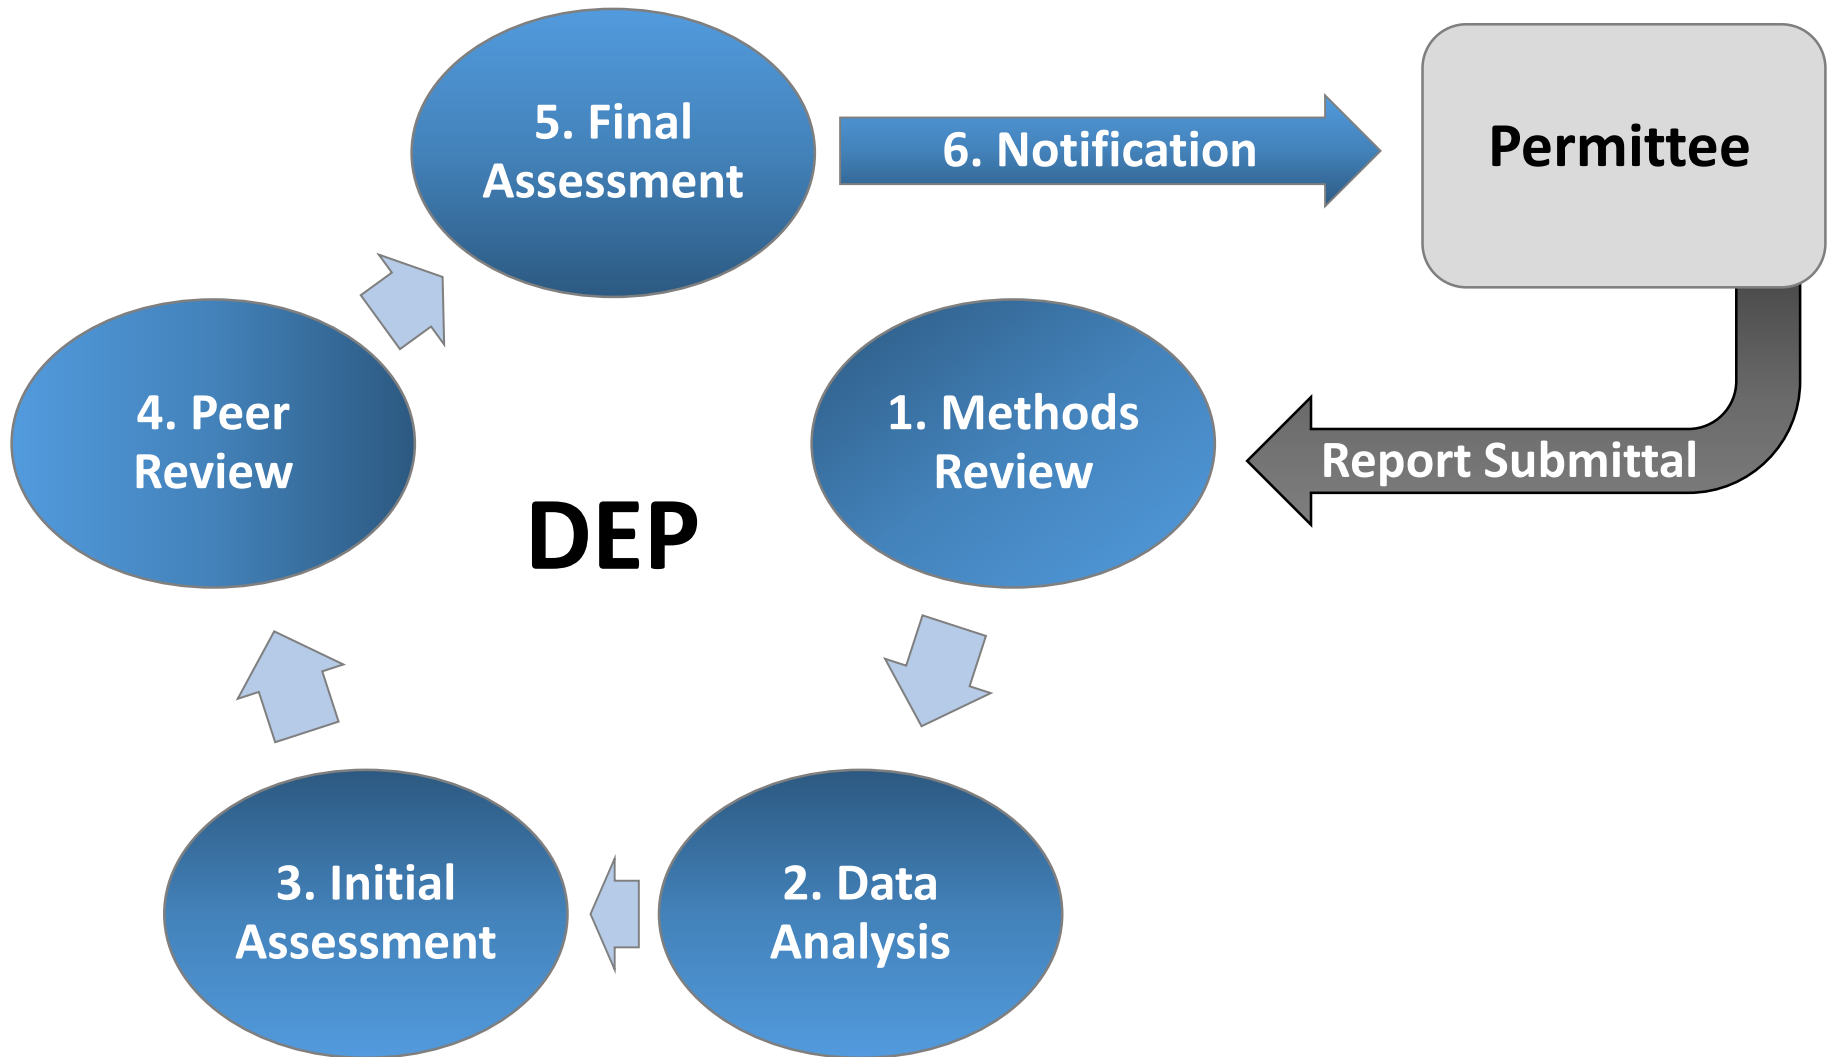 5. Final
Assessment
6. Notification
Permittee
4. Peer
Review
1. Methods
Review
Report Submittal
DEP
3. Initial
Assessment
2. Data
Analysis